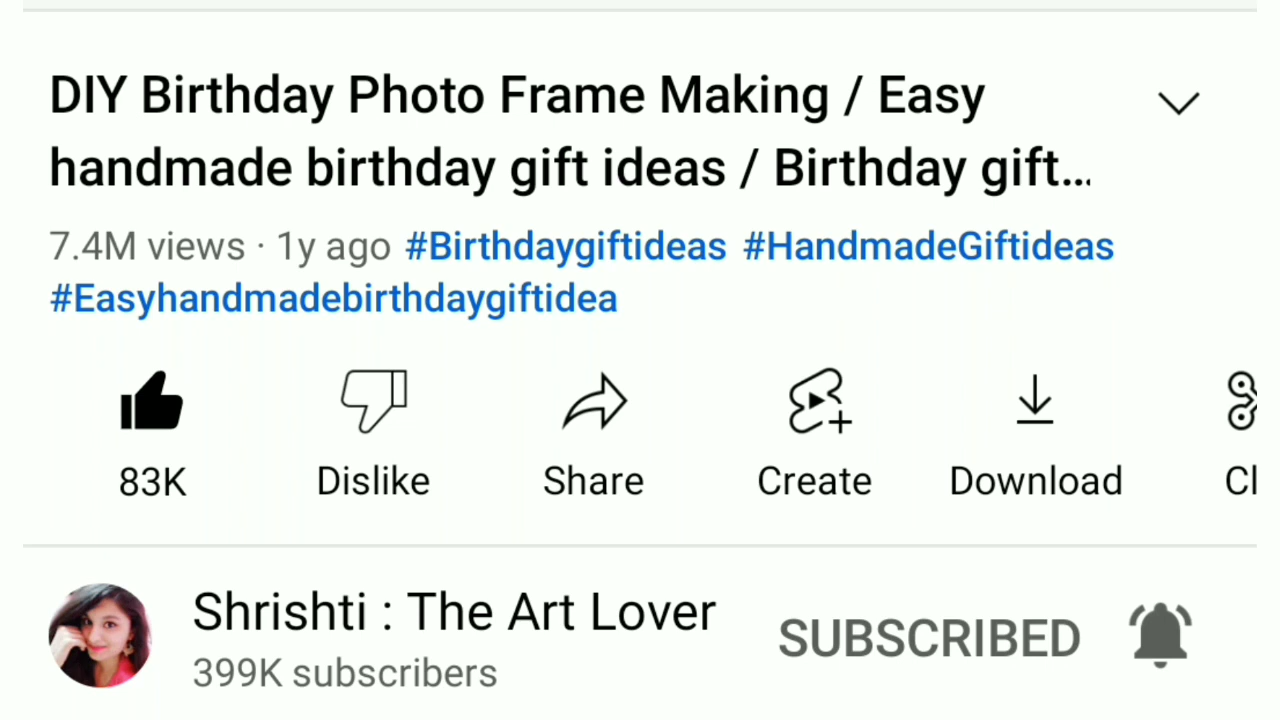 DIY Birthday Photo Frame Making / Easy
handmade birthday gift ideas / Birthday gift...
7.4M views · 1y ago #Birthdaygiftideas #HandmadeGiftideas
#Easyhandmadebirthdaygiftidea
83K Dislike Share Create Download Cl
Shrishti : The Art Lover
399K subscribers
SUBSCRIBED